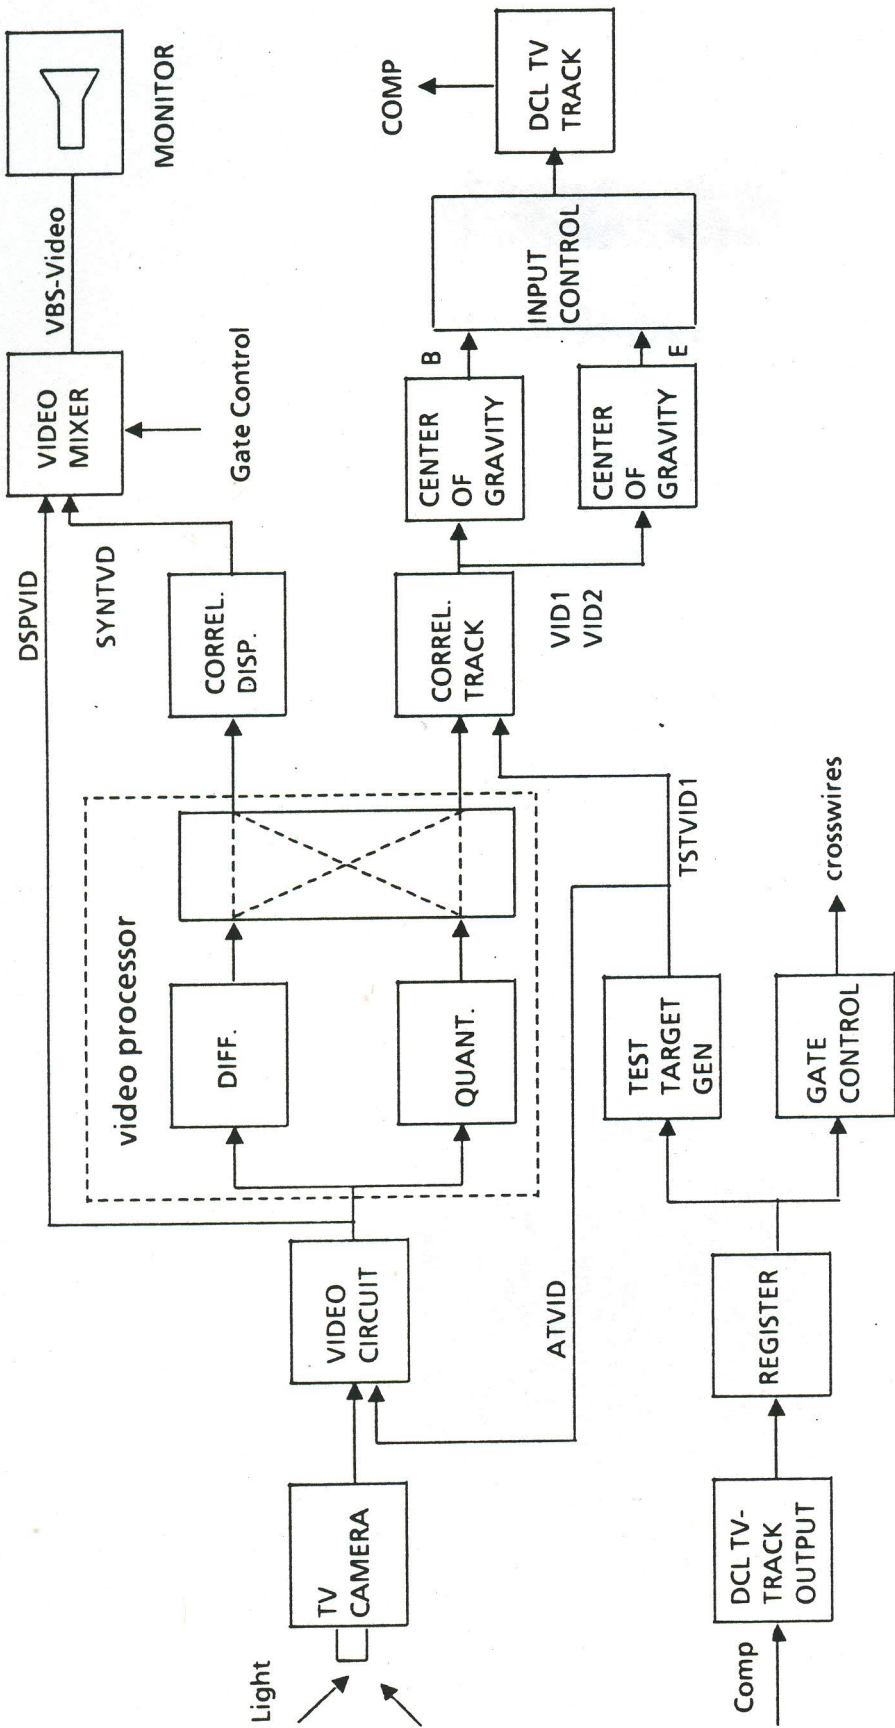 DSPVID
VIDEO
MIXER
VBS-Video
MONITOR
SYNTVD
Gate Control
video processor
DIFF.
CORREL.
DISP.
Light
TV
CAMERA
VIDEO
CIRCUIT
QUANT.
CORREL.
TRACK
CENTER
OF
GRAVITY
B
COMP
INPUT
CONTROL
DCL TV
TRACK
VID1
VID2
CENTER
OF
GRAVITY
E
ATVID
TEST
TARGET
GEN
TSTVID1
Comp
DCL TV-
TRACK
OUTPUT
REGISTER
GATE
CONTROL
crosswires